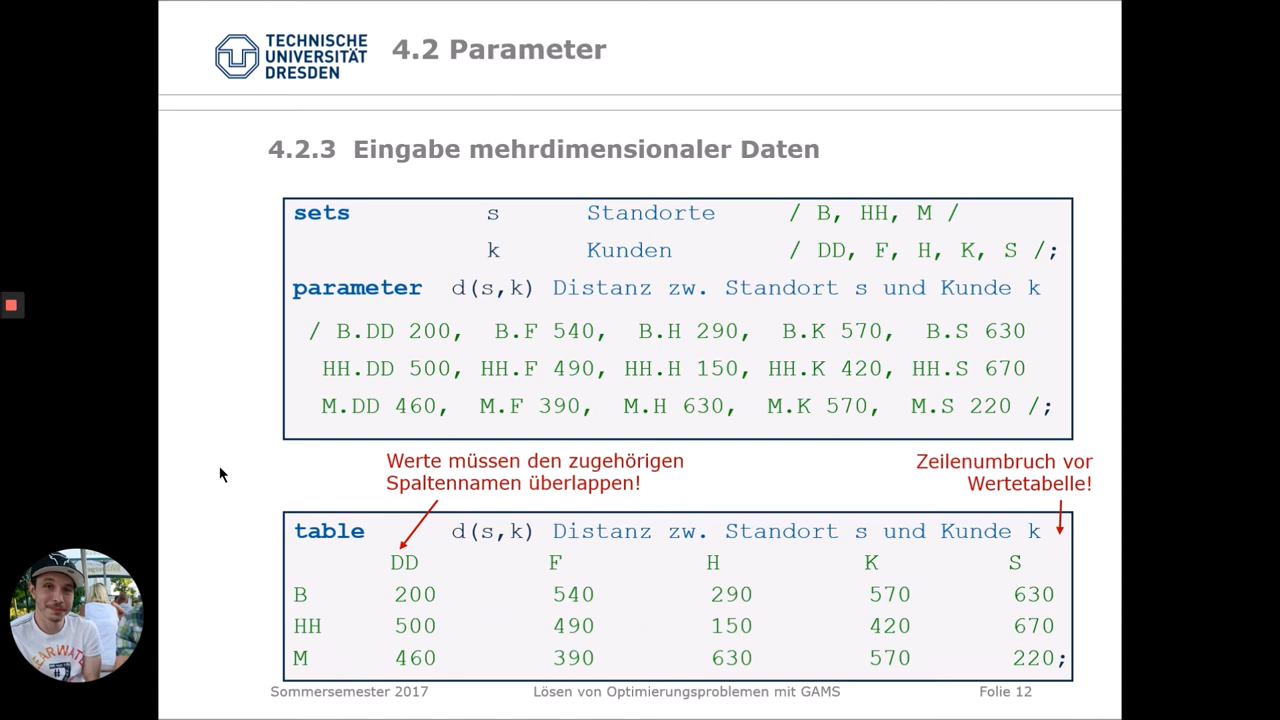 TECHNISCHE
UNIVERSITÄT
DRESDEN
4.2 Parameter
4.2.3 Eingabe mehrdimensionaler Daten
sets s Standorte / B, HH, M /
k Kunden / DD, F, H, K, S /;
parameter d(s,k) Distanz zw. Standort s und Kunde k
/ B.DD 200, B.F 540, B.H 290, B.K 570, B.S 630
HH.DD 500, HH.F 490, HH.H 150, HH.K 420, HH.S 670
M.DD 460, M.F 390, M.H 630, M.K 570, M.S 220 /;
Werte müssen den zugehörigen
Spaltennamen überlappen!
Zeilenumbruch vor
Wertetabelle!
table d(s,k) Distanz zw. Standort s und Kunde k
DD F H K S
B 200 540 290 570 630
HH 500 490 150 420 670
M 460 390 630 570 220;
Sommersemester 2017 Lösen von Optimierungsproblemen mit GAMS Folie 12